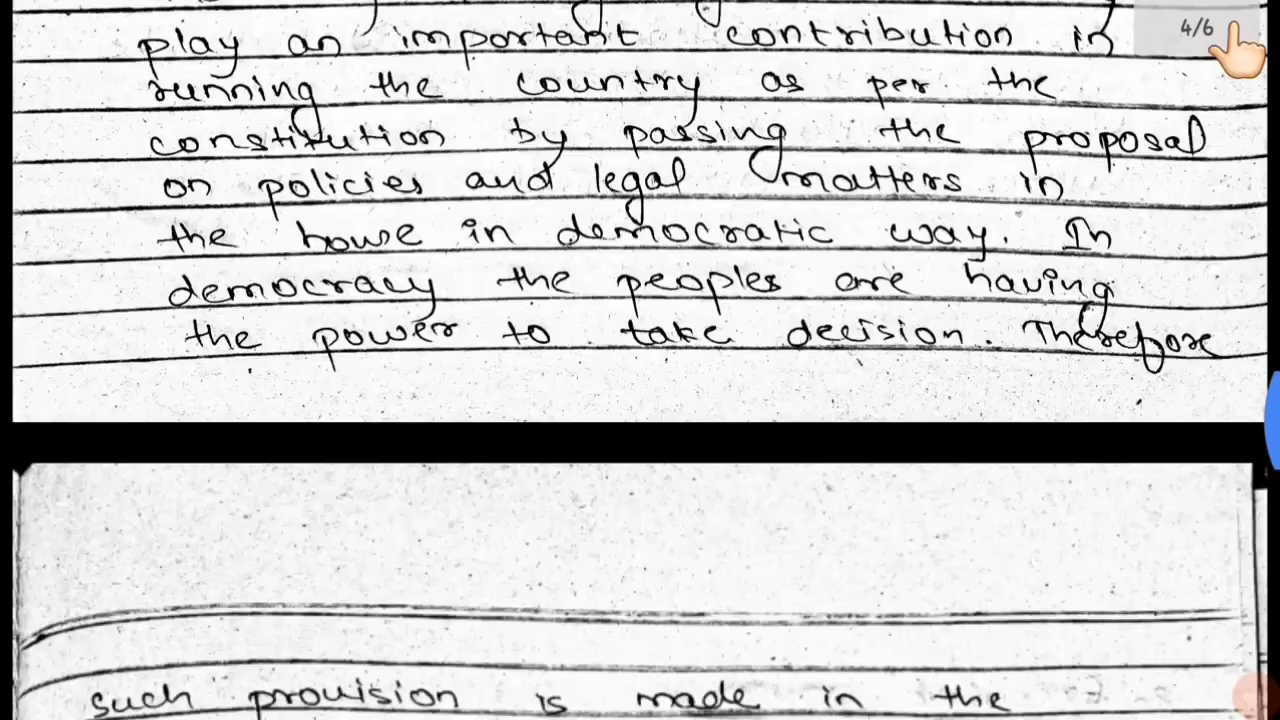 4/6
play an important contribution in
running the country as per the
constitution by passing the proposal
on policies and legal matters in
the house in democratic way. In
democracy the peoples are having
the power to take decision. Therefore
such provision is made in the